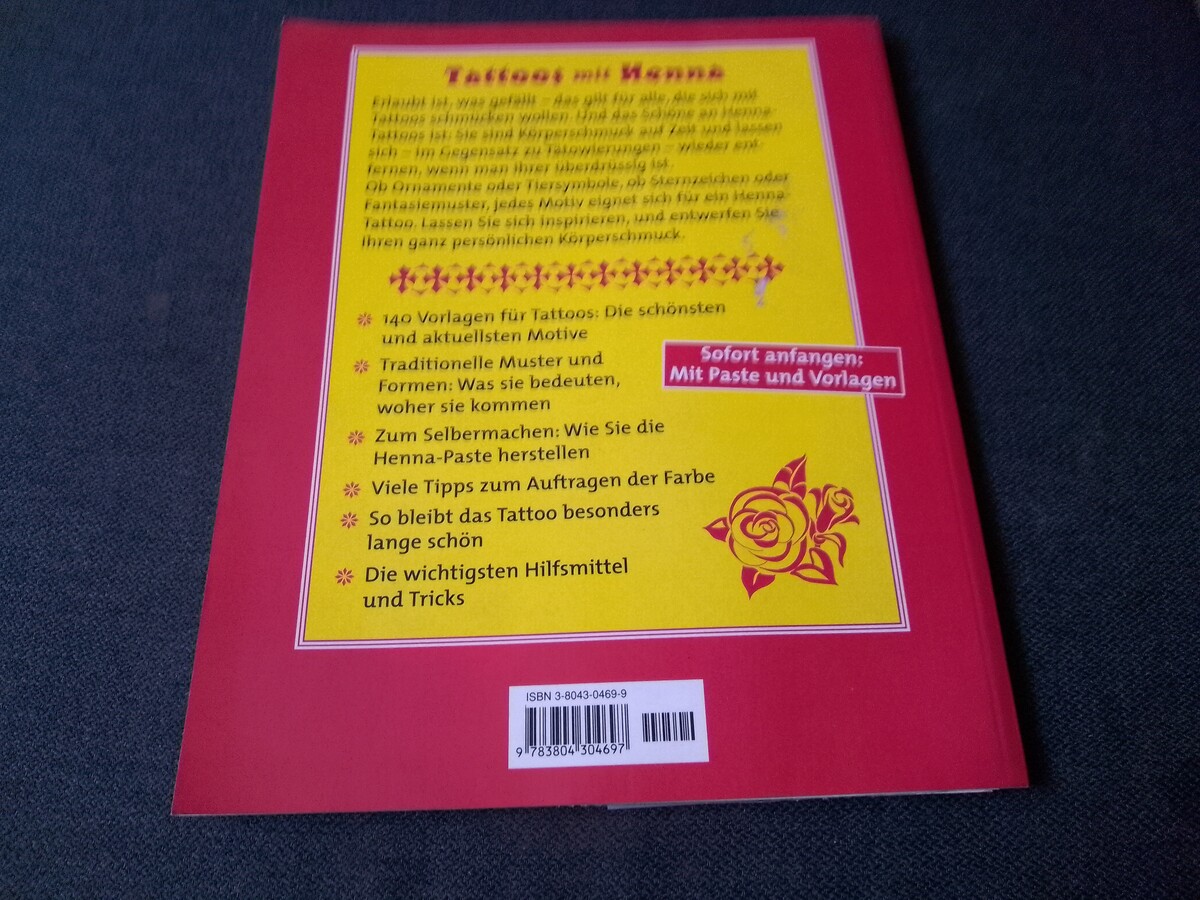 Tattoos mit Henna
Erlaubt ist, was gefällt – das gilt für alle, die sich mit
Tattoos schmücken wollen. Und das Schöne an Henna-
Tattoos ist: Sie sind Körperschmuck auf Zeit und lassen
sich – im Gegensatz zu Tätowierungen – wieder ent-
fernen, wenn man ihrer überdrüssig ist.
Ob Ornamente oder Tiersymbole, ob Sternzeichen oder
Fantasiemuster, jedes Motiv eignet sich für ein Henna-
Tattoo. Lassen Sie sich inspirieren, und entwerfen Sie
Ihren ganz persönlichen Körperschmuck.
140 Vorlagen für Tattoos: Die schönsten
und aktuellsten Motive
Traditionelle Muster und
Formen: Was sie bedeuten,
woher sie kommen
Sofort anfangen:
Mit Paste und Vorlagen
Zum Selbermachen: Wie Sie die
Henna-Paste herstellen
Viele Tipps zum Auftragen der Farbe
So bleibt das Tattoo besonders
lange schön
Die wichtigsten Hilfsmittel
und Tricks
ISBN 3-8043-0469-9
9 783804 304697